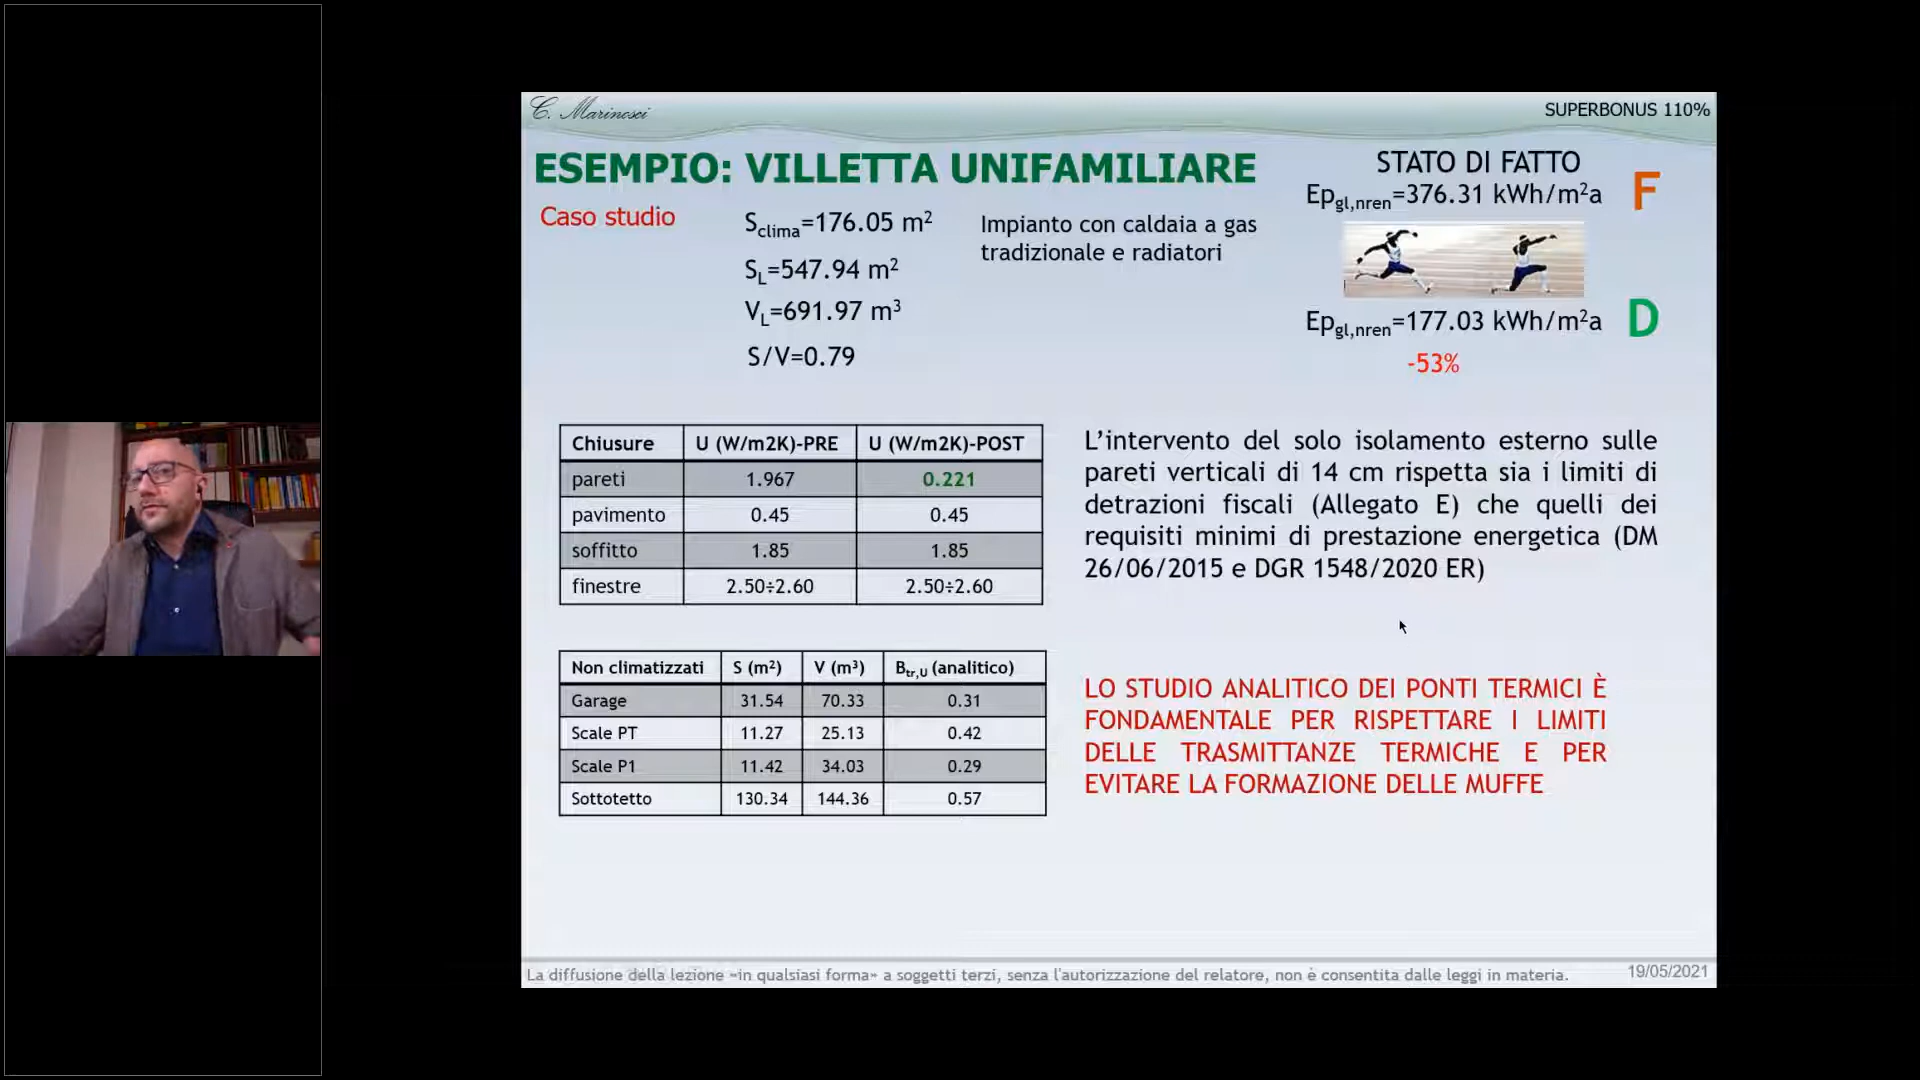 C. Marinosci
SUPERBONUS 110%
ESEMPIO: VILLETTA UNIFAMILIARE
Caso studio
Sclima=176.05 m²
SL=547.94 m²
VL=691.97 m³
S/V=0.79
Impianto con caldaia a gas
tradizionale e radiatori
STATO DI FATTO
Epgl,nren=376.31 kWh/m²a F
Epgl,nren=177.03 kWh/m²a D
-53%
Chiusure U (W/m2K)-PRE U (W/m2K)-POST
pareti 1.967 0.221
pavimento 0.45 0.45
soffitto 1.85 1.85
finestre 2.50÷2.60 2.50÷2.60
L’intervento del solo isolamento esterno sulle
pareti verticali di 14 cm rispetta sia i limiti di
detrazioni fiscali (Allegato E) che quelli dei
requisiti minimi di prestazione energetica (DM
26/06/2015 e DGR 1548/2020 ER)
Non climatizzati S (m²) V (m³) Btr,U (analitico)
Garage 31.54 70.33 0.31
Scale PT 11.27 25.13 0.42
Scale P1 11.42 34.03 0.29
Sottotetto 130.34 144.36 0.57
LO STUDIO ANALITICO DEI PONTI TERMICI È
FONDAMENTALE PER RISPETTARE I LIMITI
DELLE TRASMITTANZE TERMICHE E PER
EVITARE LA FORMAZIONE DELLE MUFFE
La diffusione della lezione «in qualsiasi forma» a soggetti terzi, senza l'autorizzazione del relatore, non è consentita dalle leggi in materia.
19/05/2021